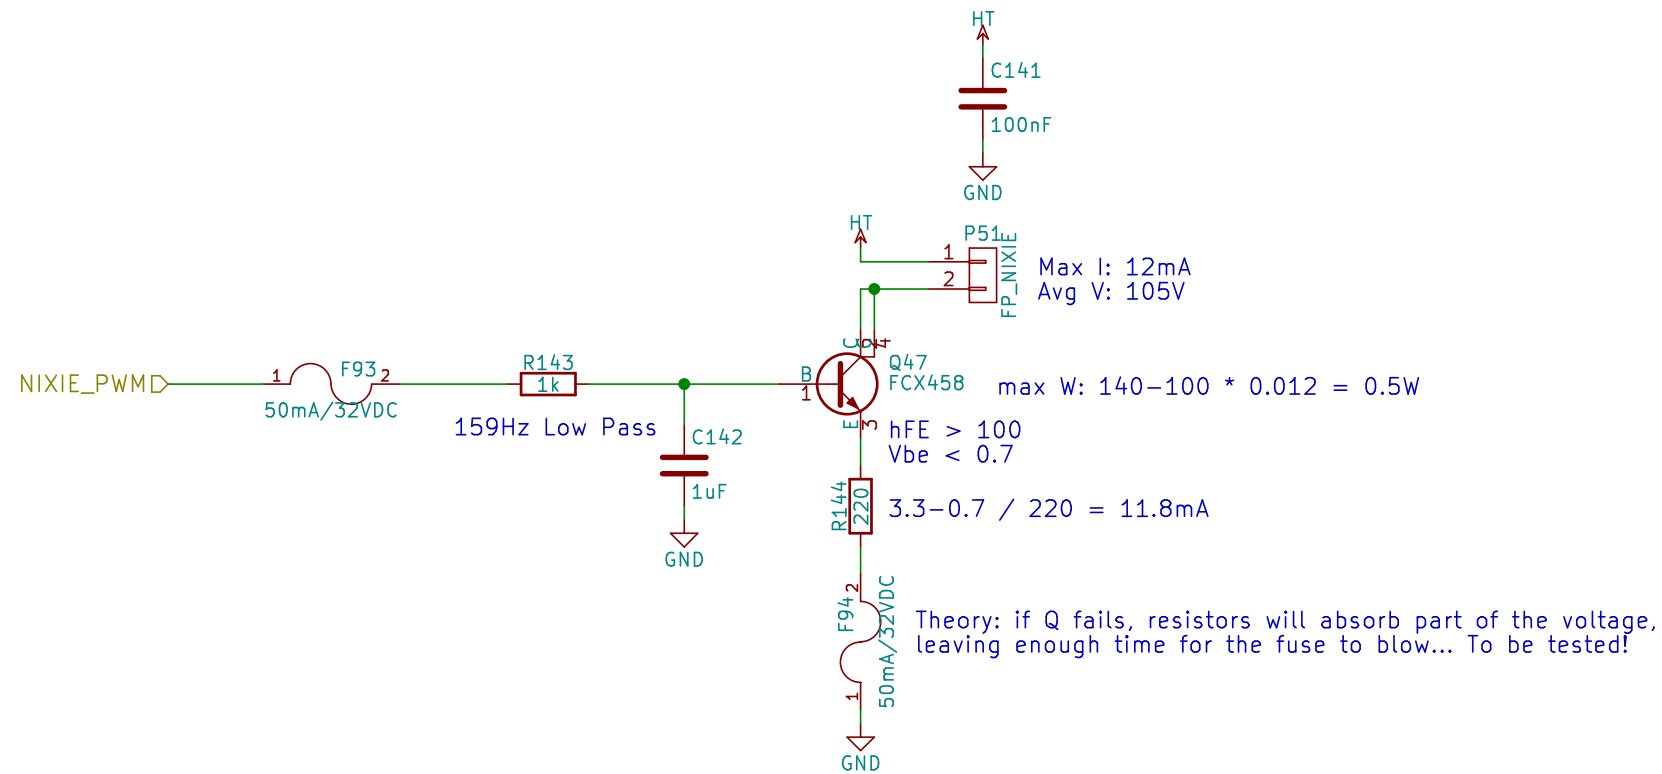 HT
C141
100nF
GND
HT
P51
1
2
FP_NIXIE
Max I: 12mA
Avg V: 105V
NIXIE_PWM
1
F93
2
50mA/32VDC
R143
1k
159Hz Low Pass
C142
1uF
GND
B
1
C
4
Q47
FCX458
max W: 140-100 * 0.012 = 0.5W
E
3
hFE > 100
Vbe < 0.7
R144
220
3.3-0.7 / 220 = 11.8mA
2
F94
50mA/32VDC
1
GND
Theory: if Q fails, resistors will absorb part of the voltage,
leaving enough time for the fuse to blow... To be tested!